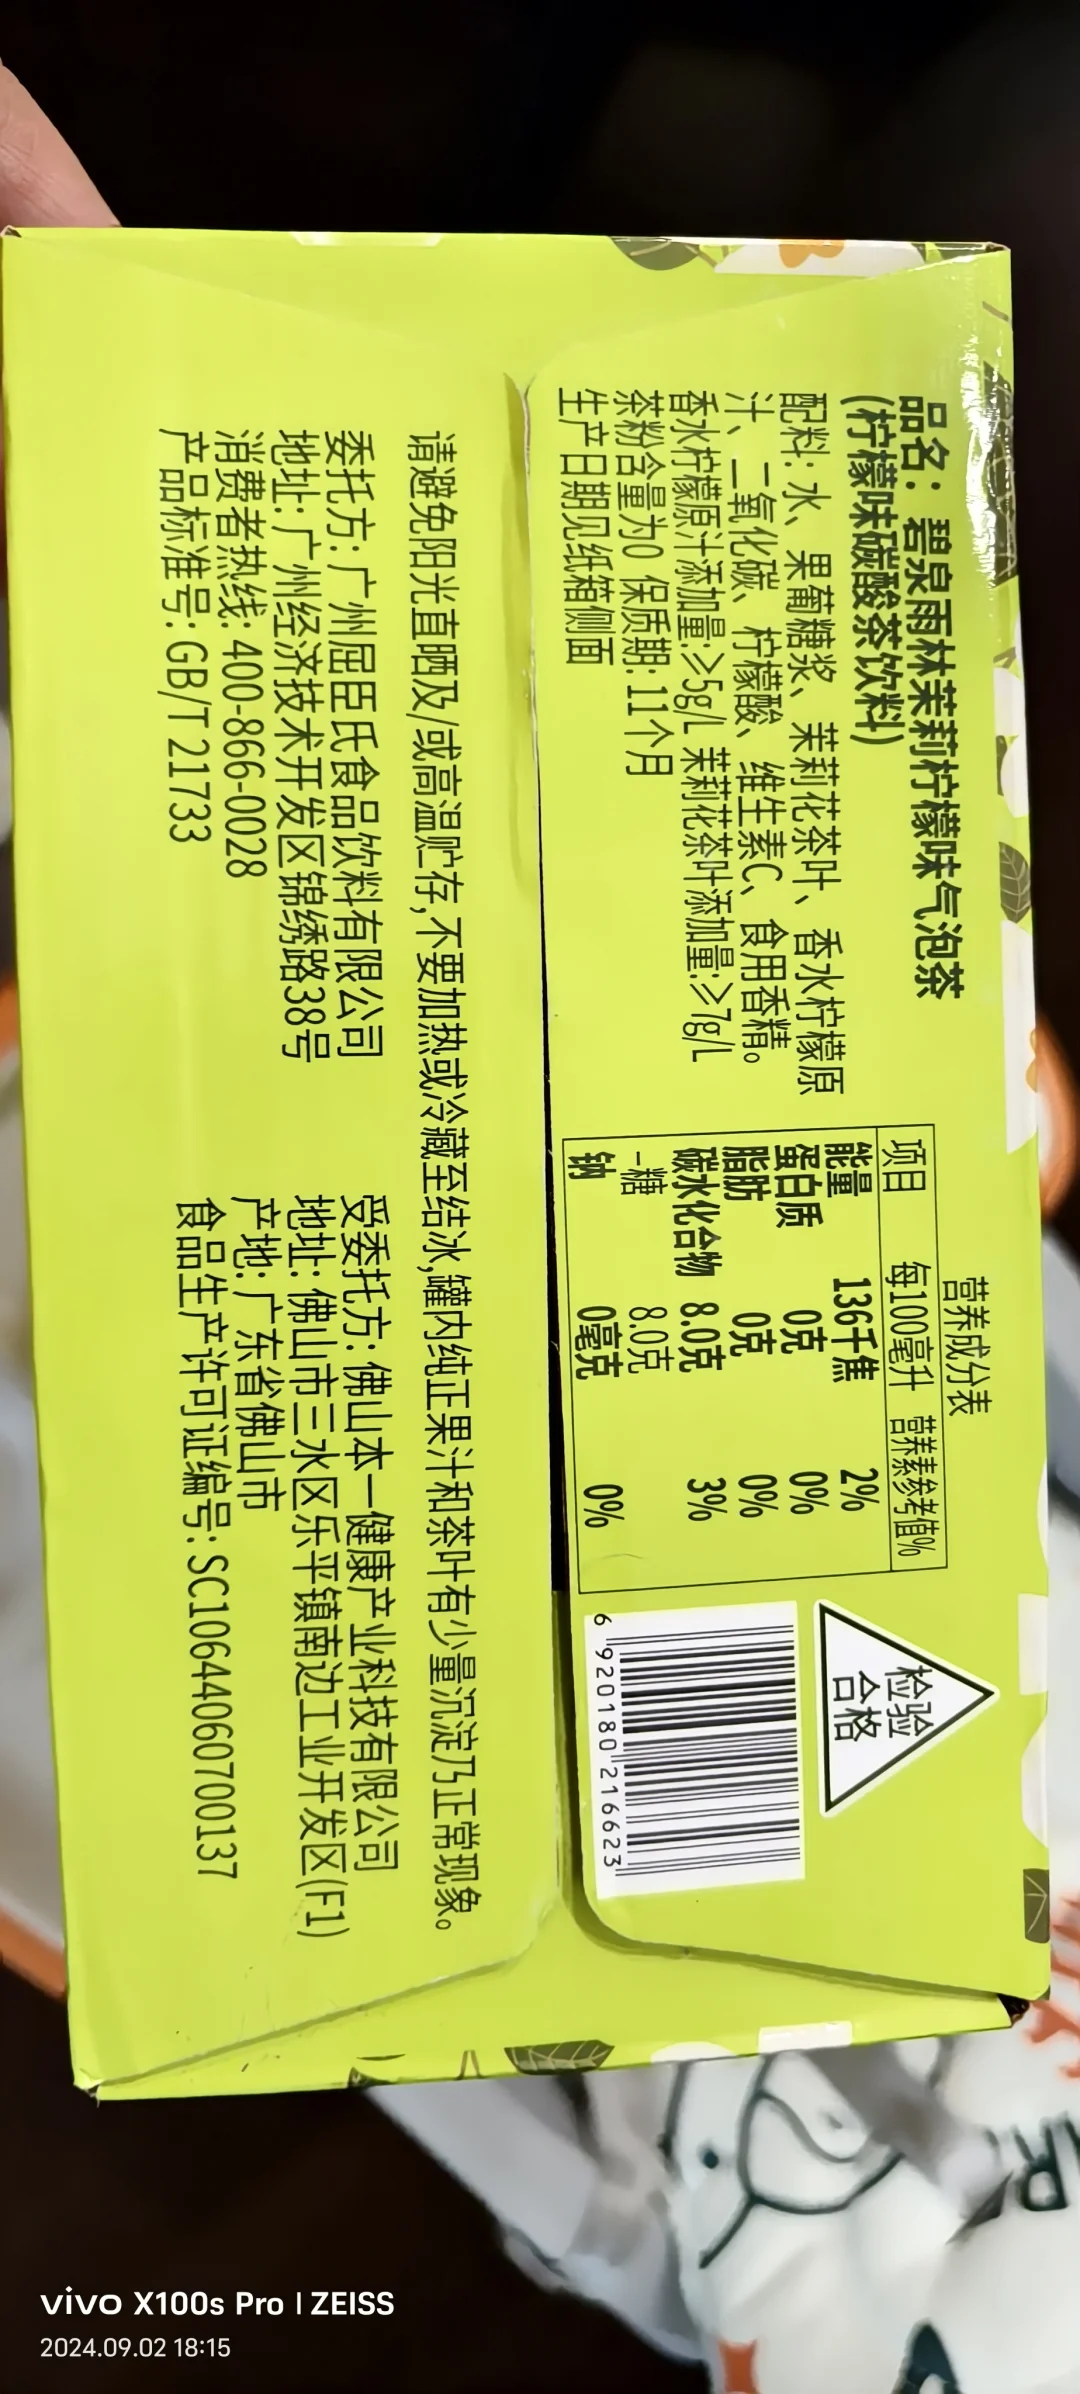 品名：碧泉雨林茉莉柠檬味气泡茶
(柠檬味碳酸茶饮料)
配料：水、果葡糖浆、茉莉花茶叶、香水柠檬原
汁、二氧化碳、柠檬酸、维生素C、食用香精。
香水柠檬原汁添加量:≥5g/L 茉莉花茶叶添加量:≥7g/L
茶粉含量为0 保质期:11个月
生产日期见纸箱侧面
营养成分表
项目 每100毫升 营养素参考值%
能量 136千焦 2%
蛋白质 0克 0%
脂肪 0克 0%
碳水化合物 8.0克 3%
-糖 8.0克
钠 0毫克 0%
检验
合格
6 920180 216623
请避免阳光直晒及/或高温贮存,不要加热或冷藏至结冰,罐内纯正果汁和茶叶有少量沉淀乃正常现象。
委托方：广州屈臣氏食品饮料有限公司
地址：广州经济技术开发区锦绣路38号
消费者热线：400-866-0028
产品标准号：GB/T 21733
受委托方：佛山本一健康产业科技有限公司
地址：佛山市三水区乐平镇南边工业开发区(F1)
产地：广东省佛山市
食品生产许可证编号：SC10644060700137
vivo X100s Pro | ZEISS
2024.09.02 18:15